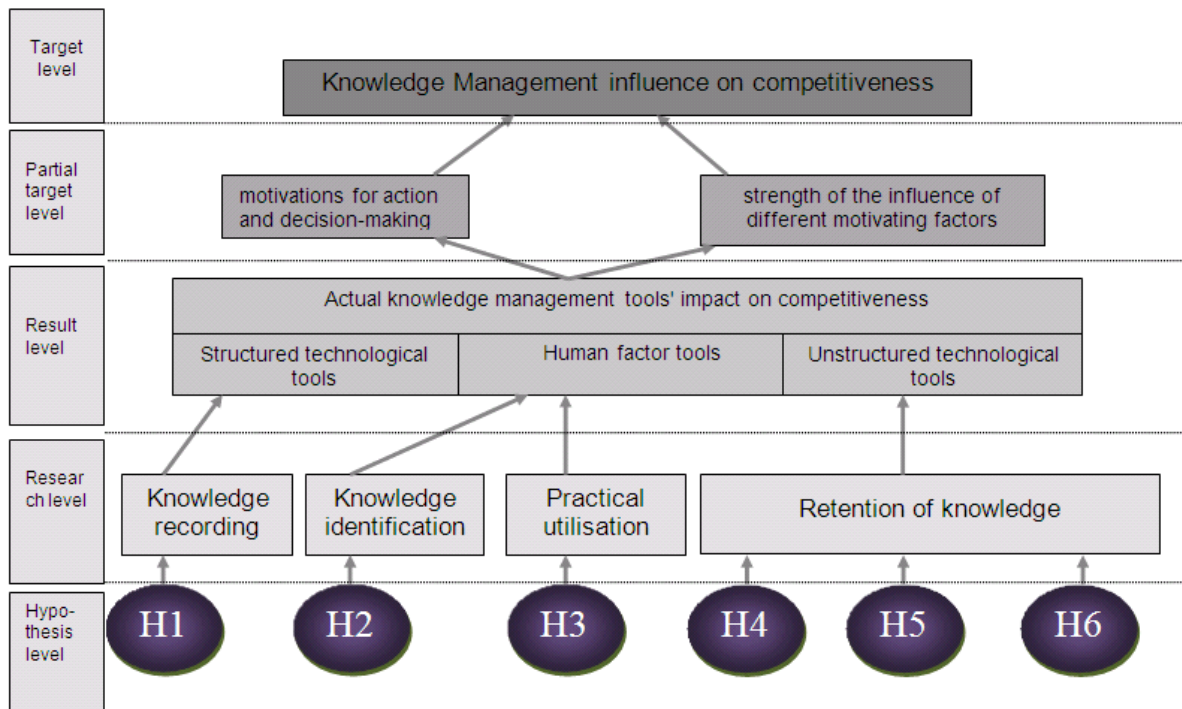 Target
level
Knowledge Management influence on competitiveness
Partial
target
level
motivations for action
and decision-making
strength of the influence of
different motivating factors
Result
level
Actual knowledge management tools' impact on competitiveness
Structured technological
tools
Human factor tools
Unstructured technological
tools
Resear
ch level
Knowledge
recording
Knowledge
identification
Practical
utilisation
Retention of knowledge
Hypo-
thesis
level
H1
H2
H3
H4
H5
H6